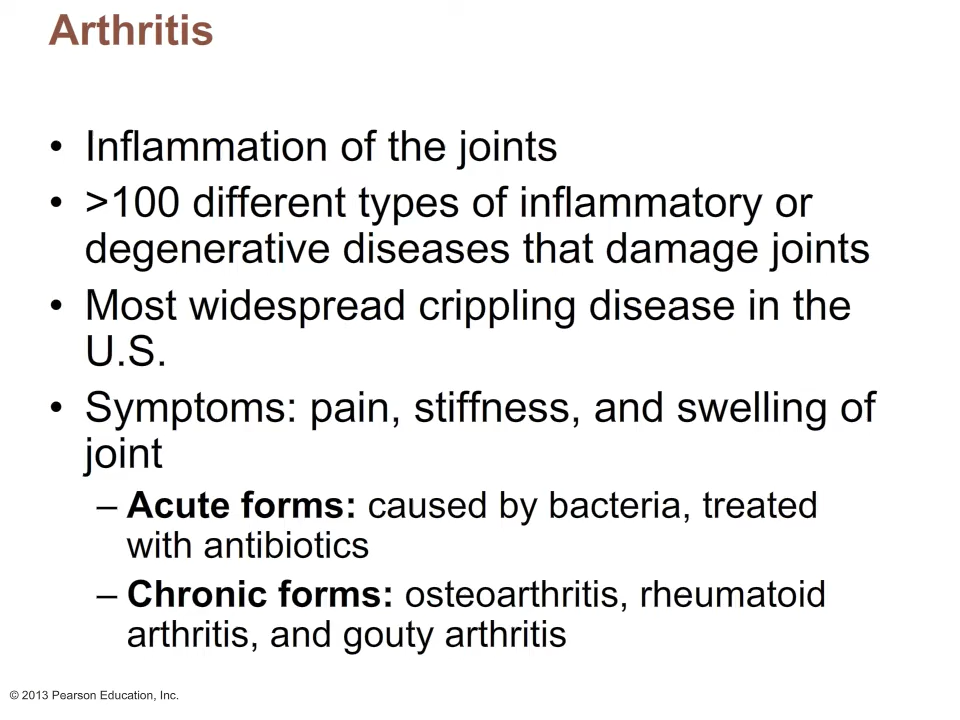 Arthritis
• Inflammation of the joints
• >100 different types of inflammatory or
degenerative diseases that damage joints
• Most widespread crippling disease in the
U.S.
• Symptoms: pain, stiffness, and swelling of
joint
– Acute forms: caused by bacteria, treated
with antibiotics
– Chronic forms: osteoarthritis, rheumatoid
arthritis, and gouty arthritis
© 2013 Pearson Education, Inc.